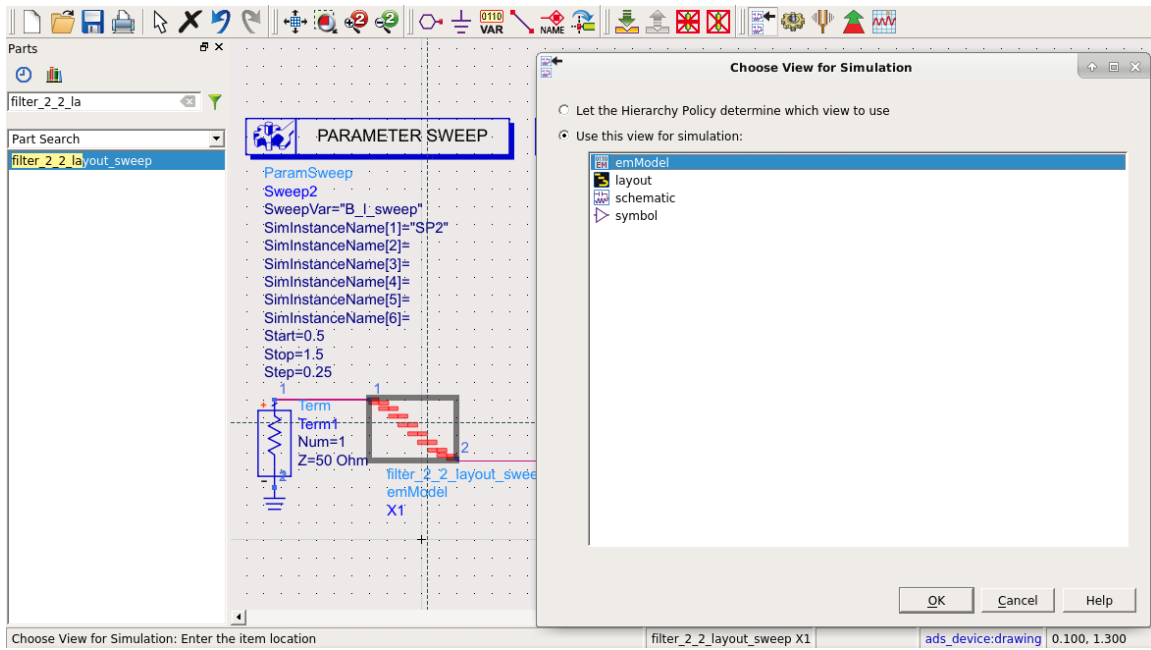 0110
VAR
NAME
Parts
filter_2_2_la
Part Search
filter_2_2_layout_sweep
PARAMETER SWEEP
ParamSweep
Sweep2
SweepVar="B_l_sweep"
SimInstanceName[1]="SP2"
SimInstanceName[2]=
SimInstanceName[3]=
SimInstanceName[4]=
SimInstanceName[5]=
SimInstanceName[6]=
Start=0.5
Stop=1.5
Step=0.25
1
1
Term
Term1
Num=1
Z=50 Ohm
2
2
filter_2_2_layout_swee
emModel
X1
Choose View for Simulation
Let the Hierarchy Policy determine which view to use
Use this view for simulation:
EM
emModel
layout
schematic
symbol
OK
Cancel
Help
Choose View for Simulation: Enter the item location
filter_2_2_layout_sweep X1
ads_device:drawing
0.100, 1.300